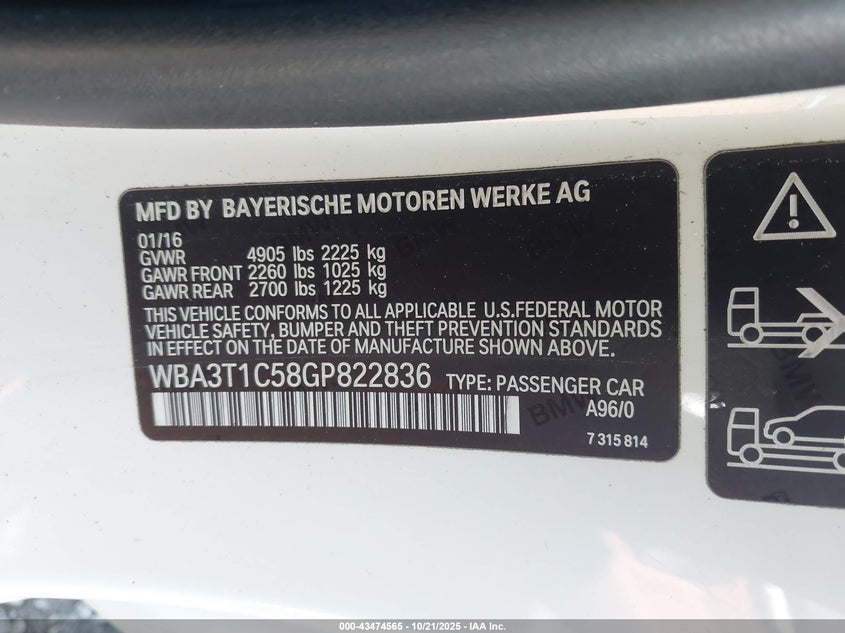 MFD BY BAYERISCHE MOTOREN WERKE AG
01/16
GVWR 4905 lbs 2225 kg
GAWR FRONT 2260 lbs 1025 kg
GAWR REAR 2700 lbs 1225 kg
THIS VEHICLE CONFORMS TO ALL APPLICABLE U.S.FEDERAL MOTOR
VEHICLE SAFETY, BUMPER AND THEFT PREVENTION STANDARDS
IN EFFECT ON THE DATE OF MANUFACTURE SHOWN ABOVE.
WBA3T1C58GP822836 TYPE: PASSENGER CAR
A96/0
7 315 814
000-43474565 | 10/21/2025 | IAA Inc.